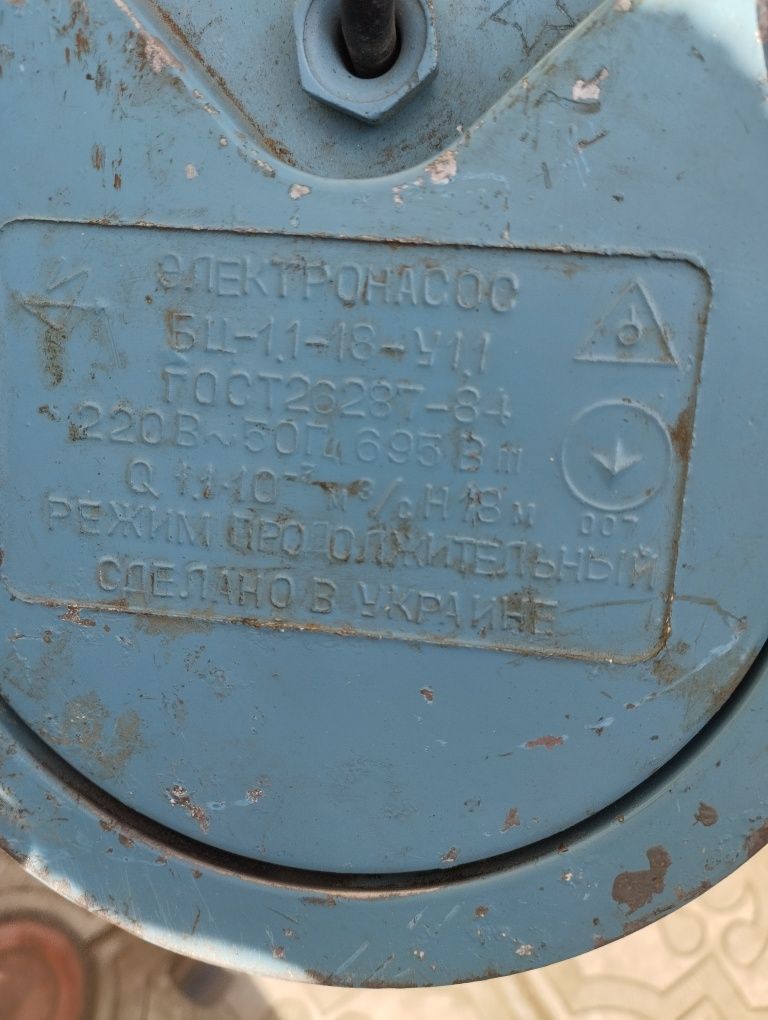 ЭЛЕКТРОНАСОС
БЦ-1,1-18-У1.1
ГОСТ26287-84
220В~50Гц 695Вт
Q 1,1·10⁻³ м³/с H 18 м
007
РЕЖИМ ПРОДОЛЖИТЕЛЬНЫЙ
СДЕЛАНО В УКРАИНЕ